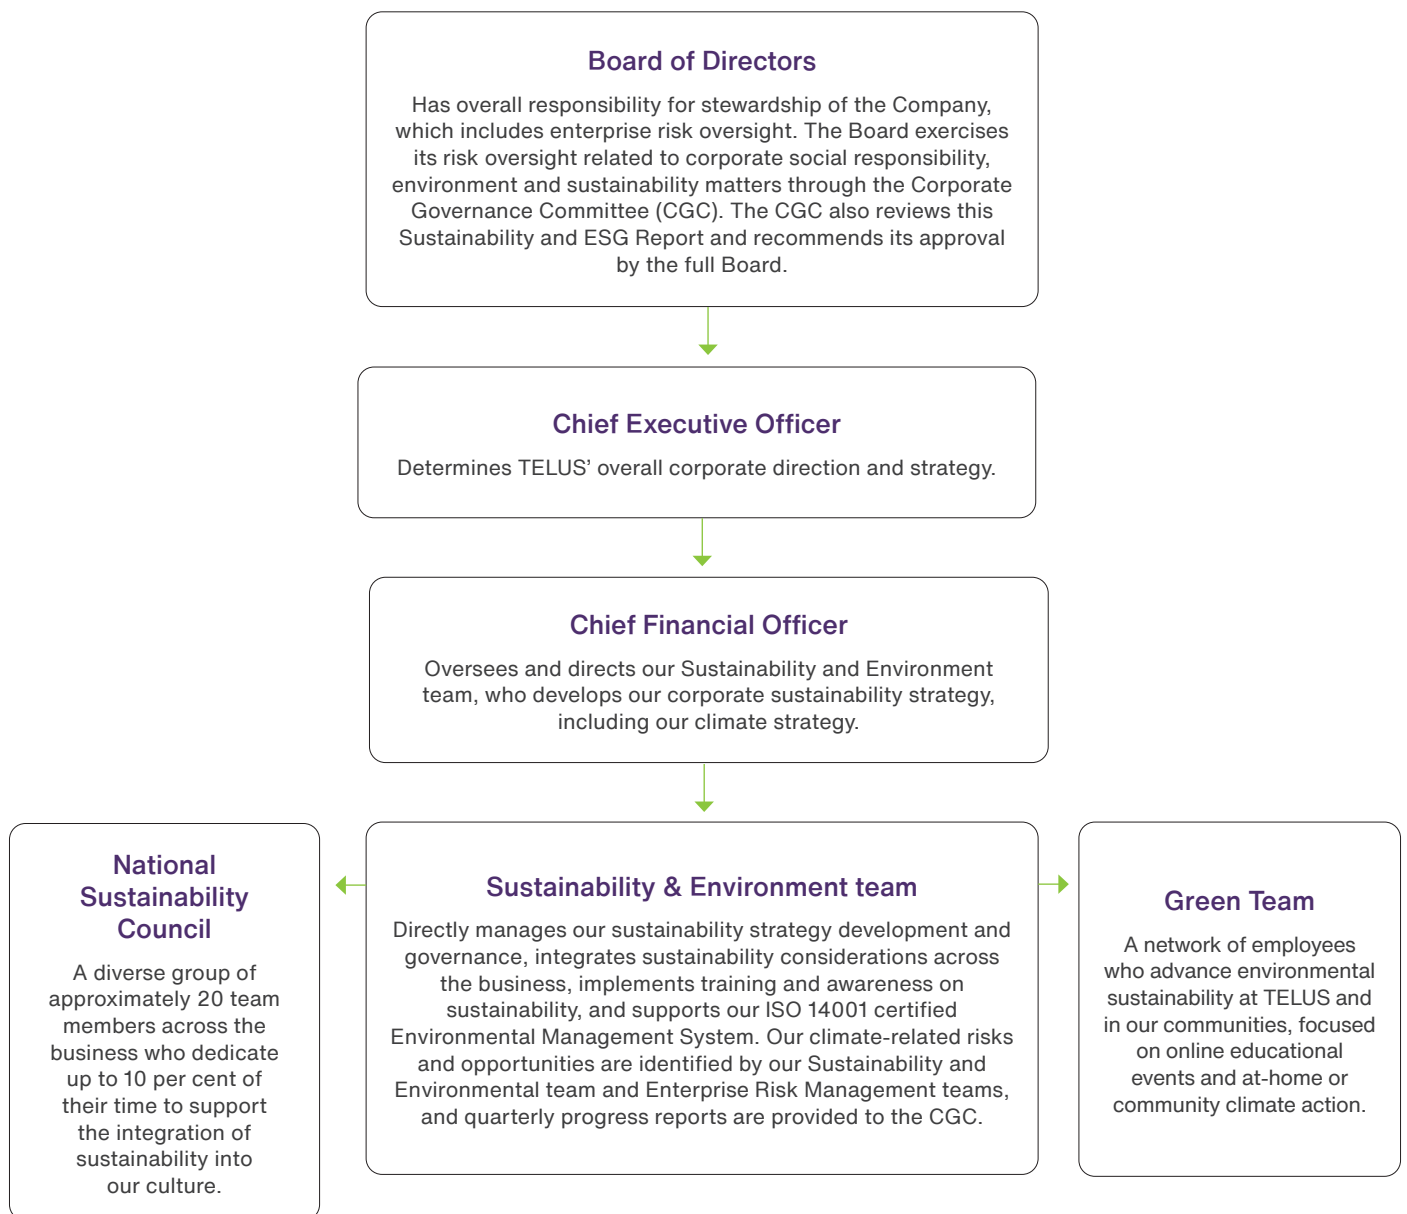 Board of Directors
Has overall responsibility for stewardship of the Company,
which includes enterprise risk oversight. The Board exercises
its risk oversight related to corporate social responsibility,
environment and sustainability matters through the Corporate
Governance Committee (CGC). The CGC also reviews this
Sustainability and ESG Report and recommends its approval
by the full Board.
Chief Executive Officer
Determines TELUS’ overall corporate direction and strategy.
Chief Financial Officer
Oversees and directs our Sustainability and Environment
team, who develops our corporate sustainability strategy,
including our climate strategy.
National
Sustainability
Council
A diverse group of
approximately 20 team
members across the
business who dedicate
up to 10 per cent of
their time to support
the integration of
sustainability into
our culture.
Sustainability & Environment team
Directly manages our sustainability strategy development and
governance, integrates sustainability considerations across
the business, implements training and awareness on
sustainability, and supports our ISO 14001 certified
Environmental Management System. Our climate-related risks
and opportunities are identified by our Sustainability and
Environmental team and Enterprise Risk Management teams,
and quarterly progress reports are provided to the CGC.
Green Team
A network of employees
who advance environmental
sustainability at TELUS and
in our communities, focused
on online educational
events and at-home or
community climate action.